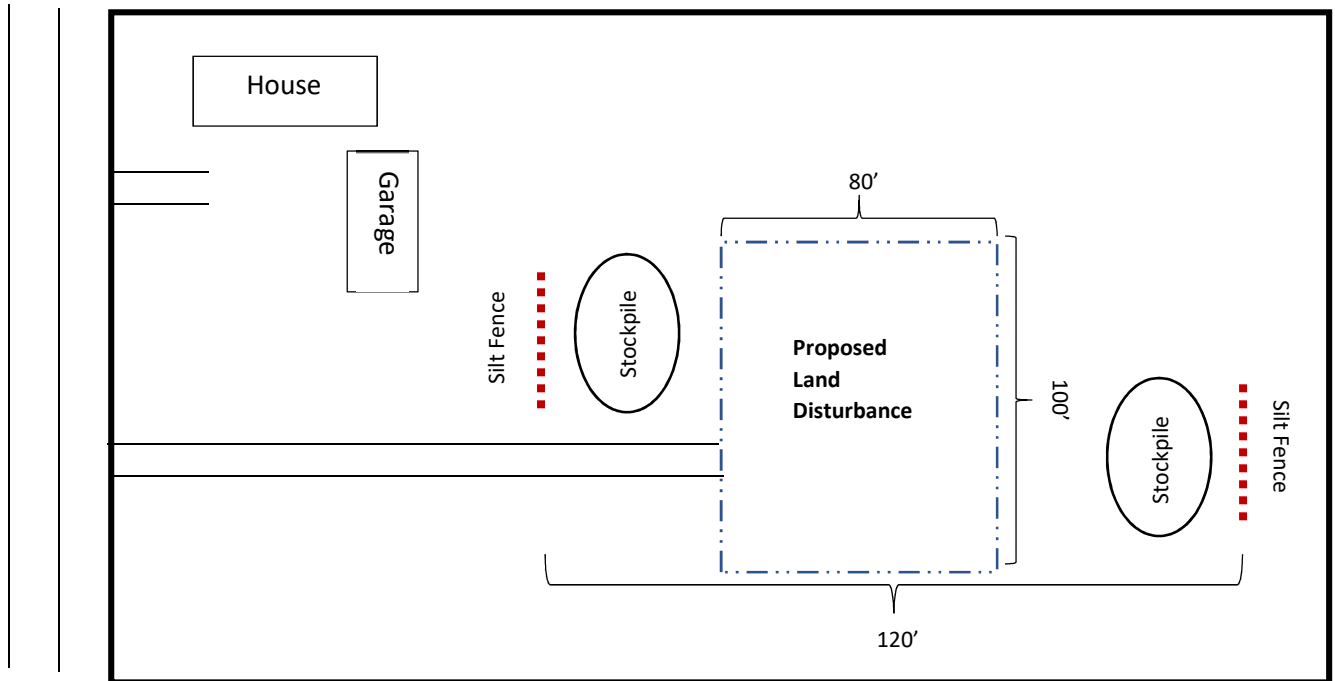 House
Garage
80’
Silt Fence
Stockpile
Proposed
Land
Disturbance
100’
Stockpile
Silt Fence
120’